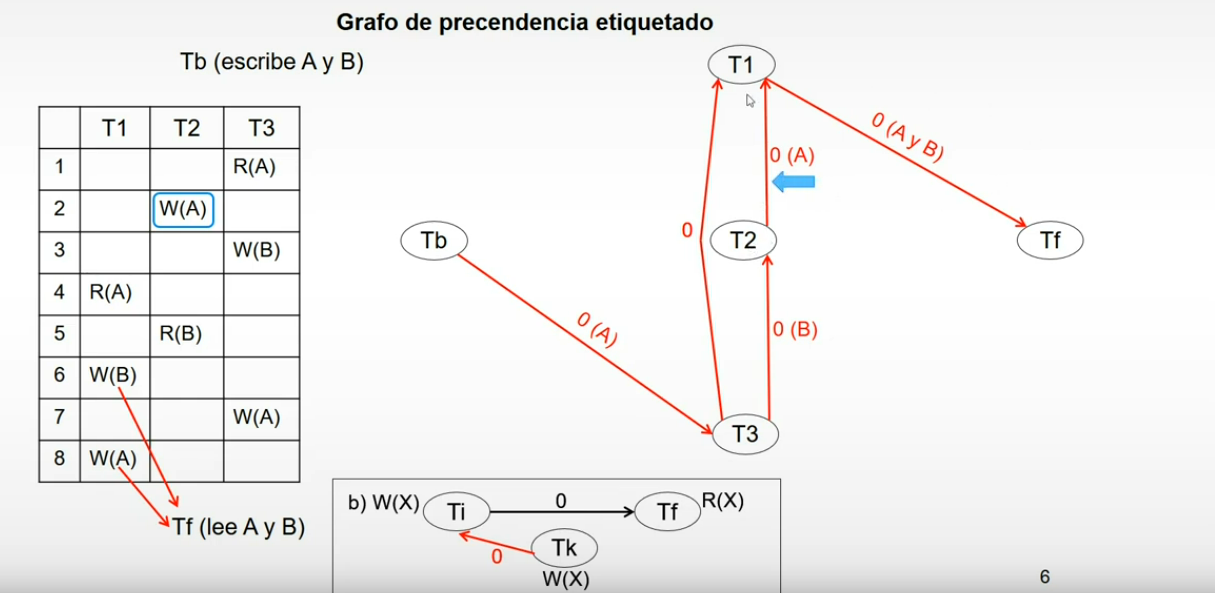 Grafo de precendencia etiquetado
Tb (escribe A y B)
T1 T2 T3
1 R(A)
2 W(A)
3 W(B)
4 R(A)
5 R(B)
6 W(B)
7 W(A)
8 W(A)
Tf (lee A y B)
T1
0 (A y B)
0 (A)
0
Tb
T2
Tf
0 (A)
0 (B)
T3
b) W(X) Ti 0 Tf R(X)
0 Tk
W(X)
6